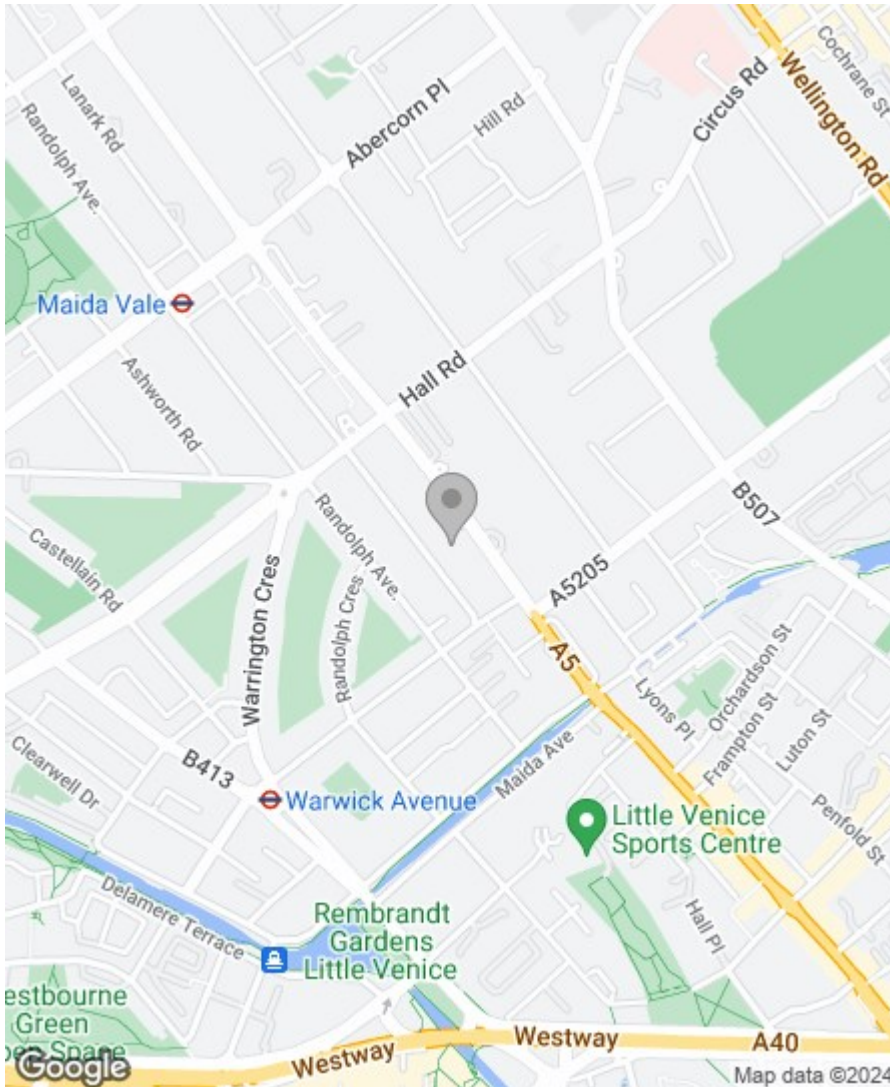 Cochrane St
Wellington Rd
Circus Rd
Hill Rd
Abercorn Pl
Lanark Rd
Randolph Ave.
Maida Vale
Hall Rd
Ashworth Rd
B507
Randolph Ave.
Castellain Rd
A5205
Warrington Cres
Randolph Cres
A5
Orchardson St
Lyons Pl
Frampton St
Luton St
Maida Ave
B413
Clearwell Dr
Warwick Avenue
Penfold St
Little Venice
Sports Centre
Delamere Terrace
Hall Pl
Rembrandt
Gardens
Little Venice
estbourne
Green
pen Space
Westway
Westway
A40
Google
Map data ©2024